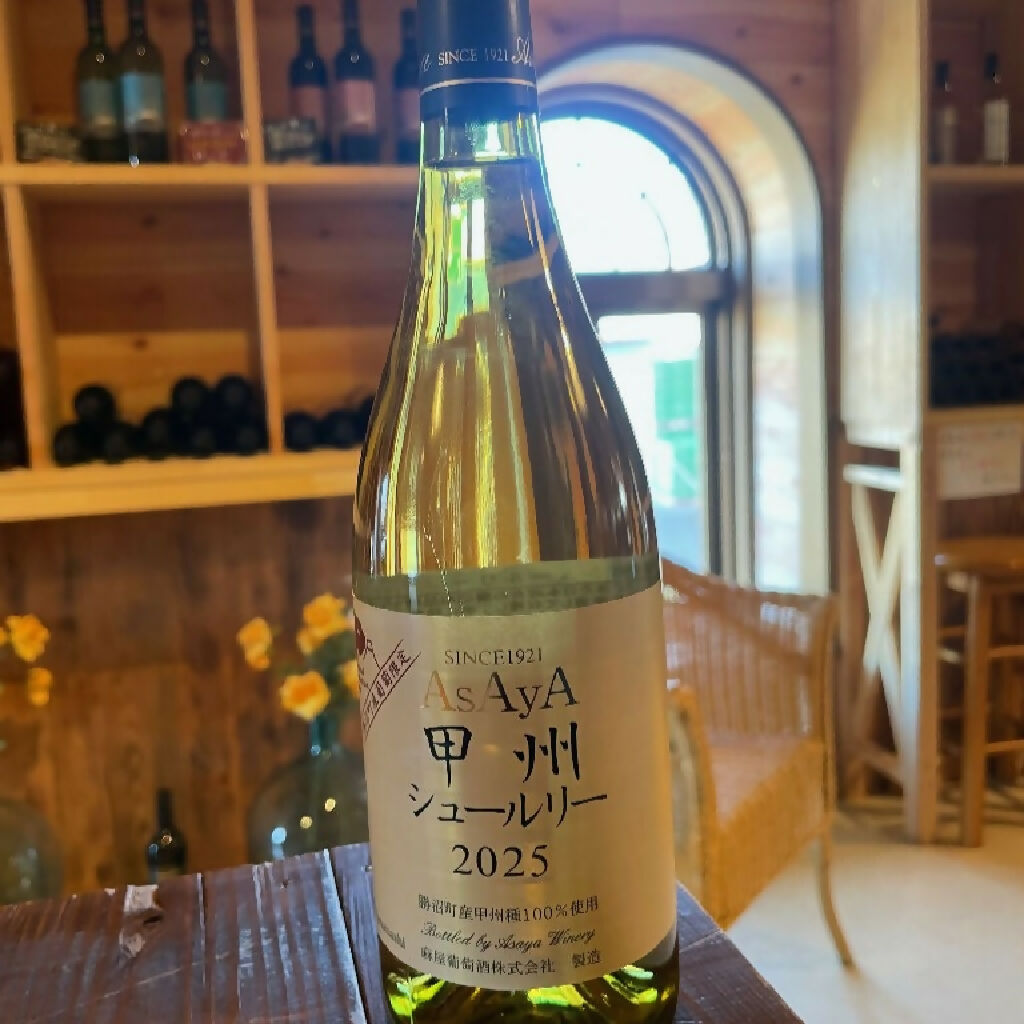 SINCE 1921
SINCE1921
AsAyA
甲州
シュールリー
2025
勝沼町産甲州種100%使用
Bottled by Asaya Winery
麻屋葡萄酒株式会社 製造
限定